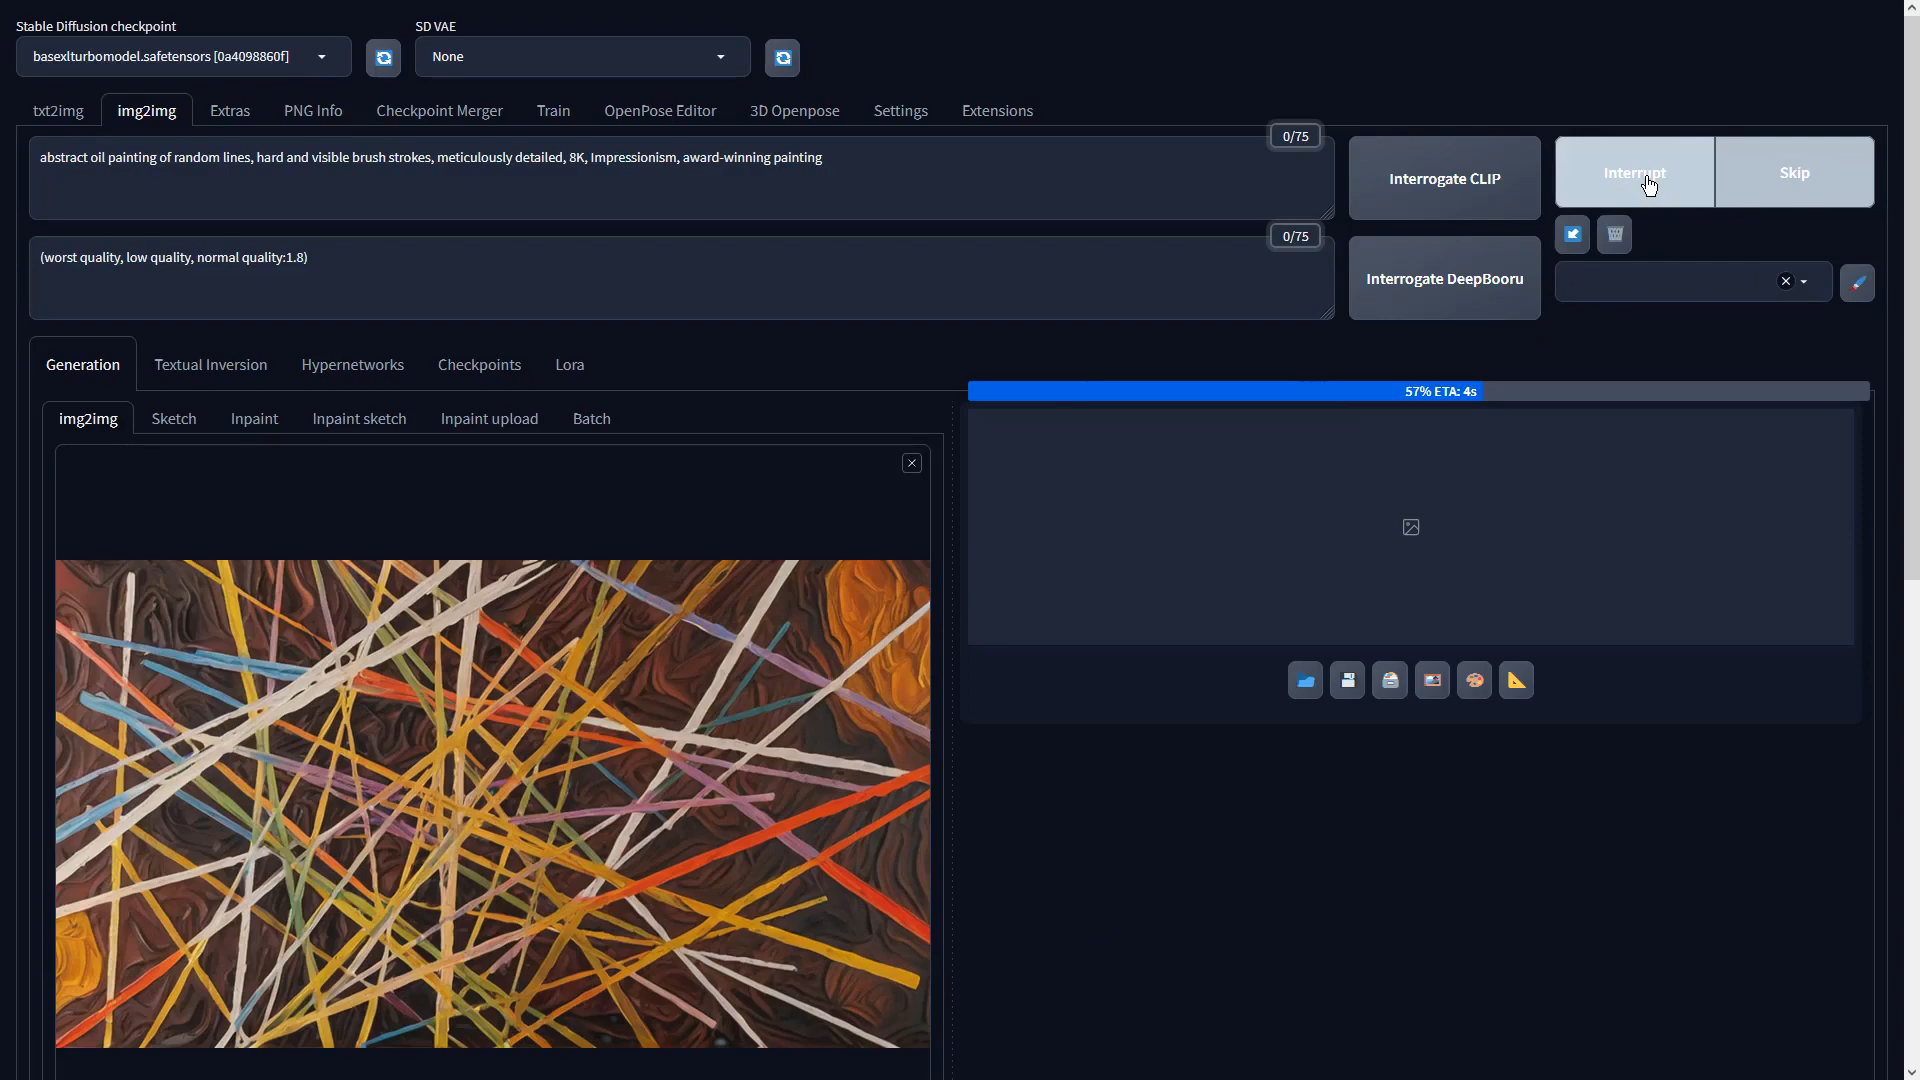 Stable Diffusion checkpoint
SD VAE
basexlturbomodel.safetensors [0a4098860f]
None
txt2img
img2img
Extras
PNG Info
Checkpoint Merger
Train
OpenPose Editor
3D Openpose
Settings
Extensions
0/75
abstract oil painting of random lines, hard and visible brush strokes, meticulously detailed, 8K, Impressionism, award-winning painting
Interrogate CLIP
Interrupt
Skip
0/75
(worst quality, low quality, normal quality:1.8)
Interrogate DeepBooru
Generation
Textual Inversion
Hypernetworks
Checkpoints
Lora
57% ETA: 4s
img2img
Sketch
Inpaint
Inpaint sketch
Inpaint upload
Batch